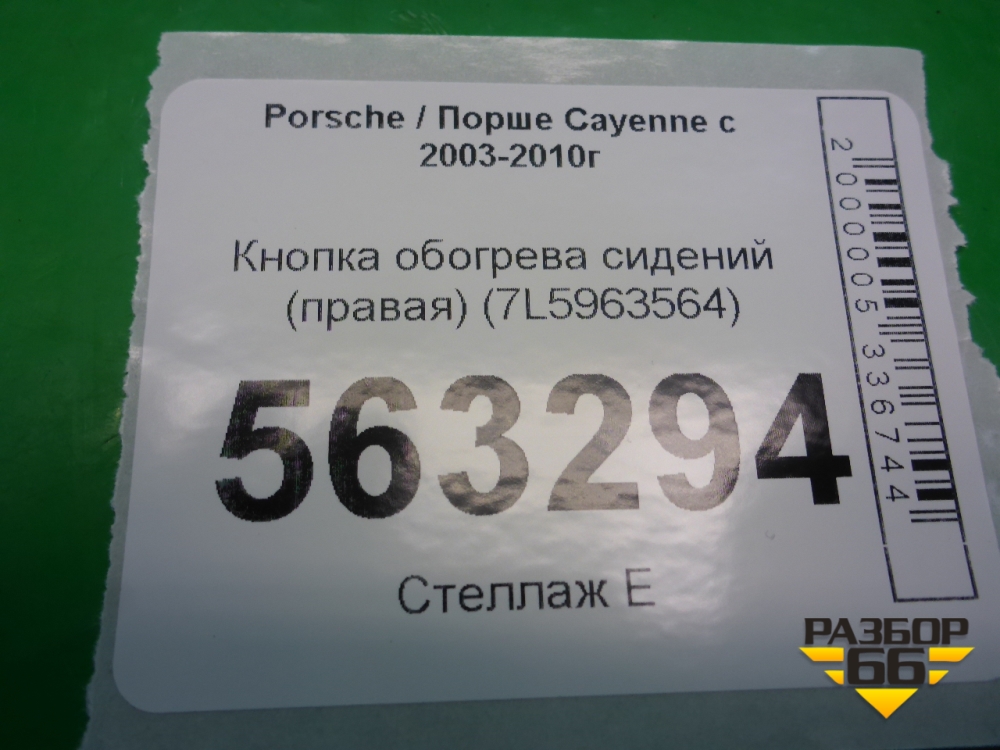 Porsche / Порше Cayenne с
2003-2010г
Кнопка обогрева сидений
(правая) (7L5963564)
563294
Стеллаж Е
2000005336744
РАЗБОР
66